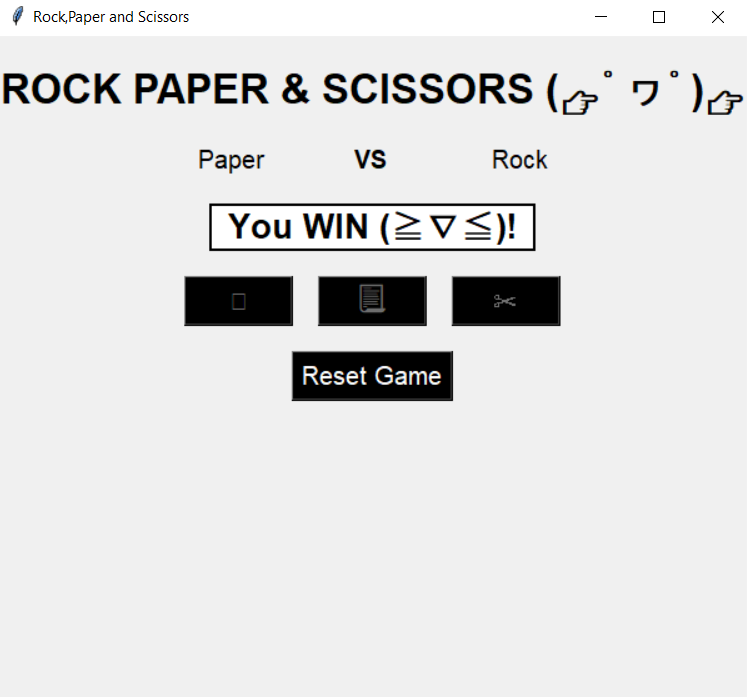 Rock,Paper and Scissors
ROCK PAPER & SCISSORS (👉ﾟヮﾟ)👉
Paper VS Rock
You WIN (≧∇≦)!
Reset Game